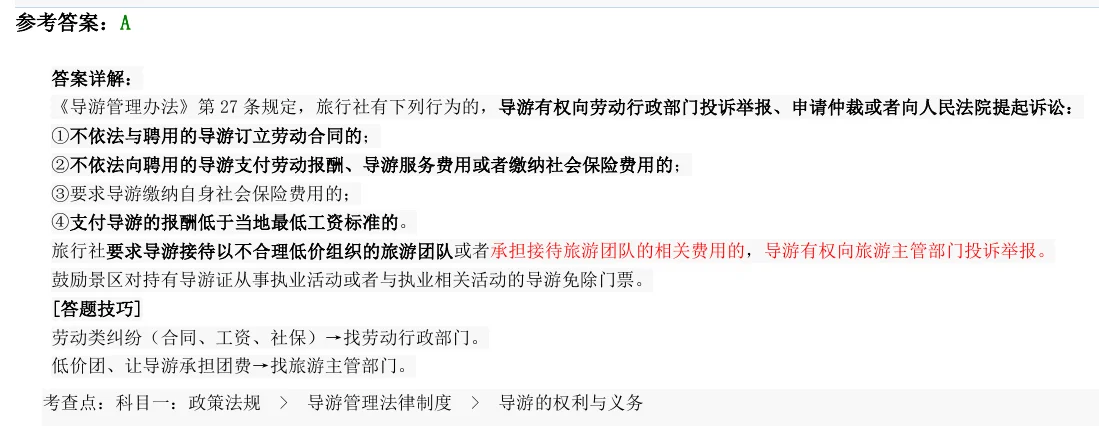 参考答案：A
答案详解：
《导游管理办法》第 27 条规定，旅行社有下列行为的，导游有权向劳动行政部门投诉举报、申请仲裁或者向人民法院提起诉讼：
①不依法与聘用的导游订立劳动合同的；
②不依法向聘用的导游支付劳动报酬、导游服务费用或者缴纳社会保险费用的；
③要求导游缴纳自身社会保险费用的；
④支付导游的报酬低于当地最低工资标准的。
旅行社要求导游接待以不合理低价组织的旅游团队或者承担接待旅游团队的相关费用的，导游有权向旅游主管部门投诉举报。
鼓励景区对持有导游证从事执业活动或者与执业相关活动的导游免除门票。
[答题技巧]
劳动类纠纷（合同、工资、社保）→找劳动行政部门。
低价团、让导游承担团费→找旅游主管部门。
考查点：科目一：政策法规 > 导游管理法律制度 > 导游的权利与义务